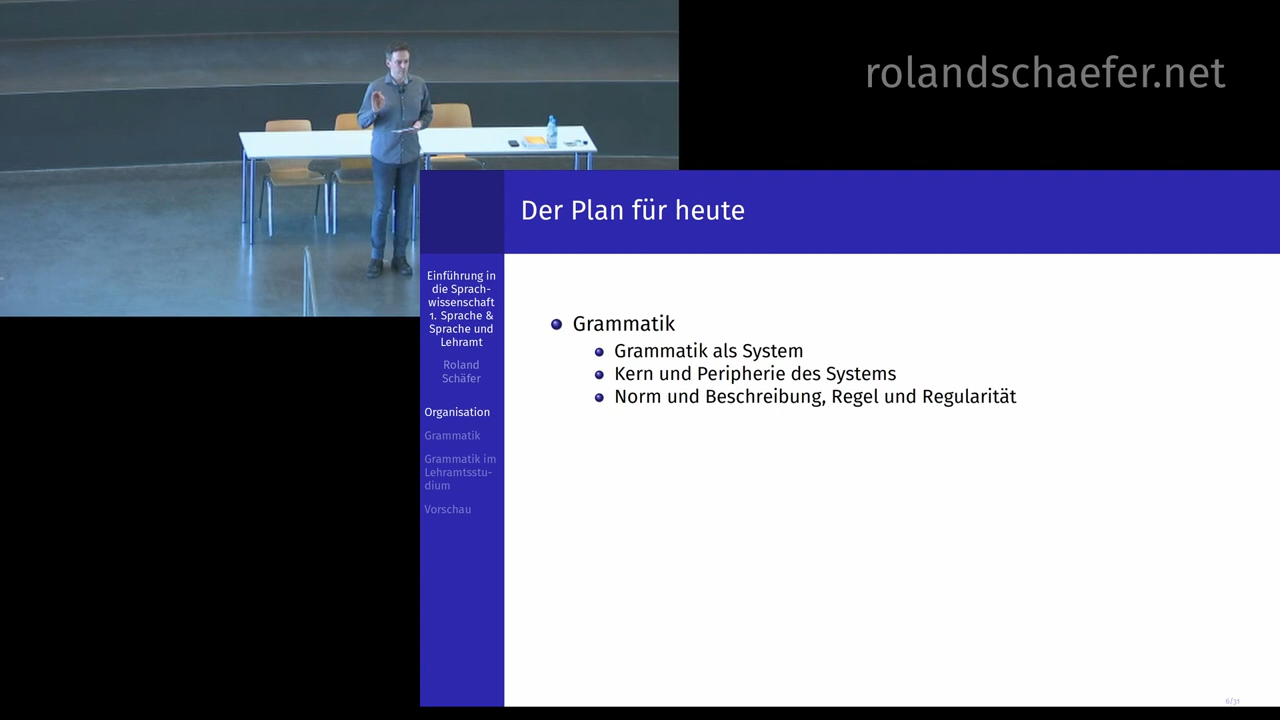 rolandschaefer.net
Der Plan für heute
Einführung in
die Sprach-
wissenschaft
1. Sprache &
Sprache und
Lehramt
Roland
Schäfer
Organisation
Grammatik
Grammatik im
Lehramtsstu-
dium
Vorschau
Grammatik
Grammatik als System
Kern und Peripherie des Systems
Norm und Beschreibung, Regel und Regularität
6/31